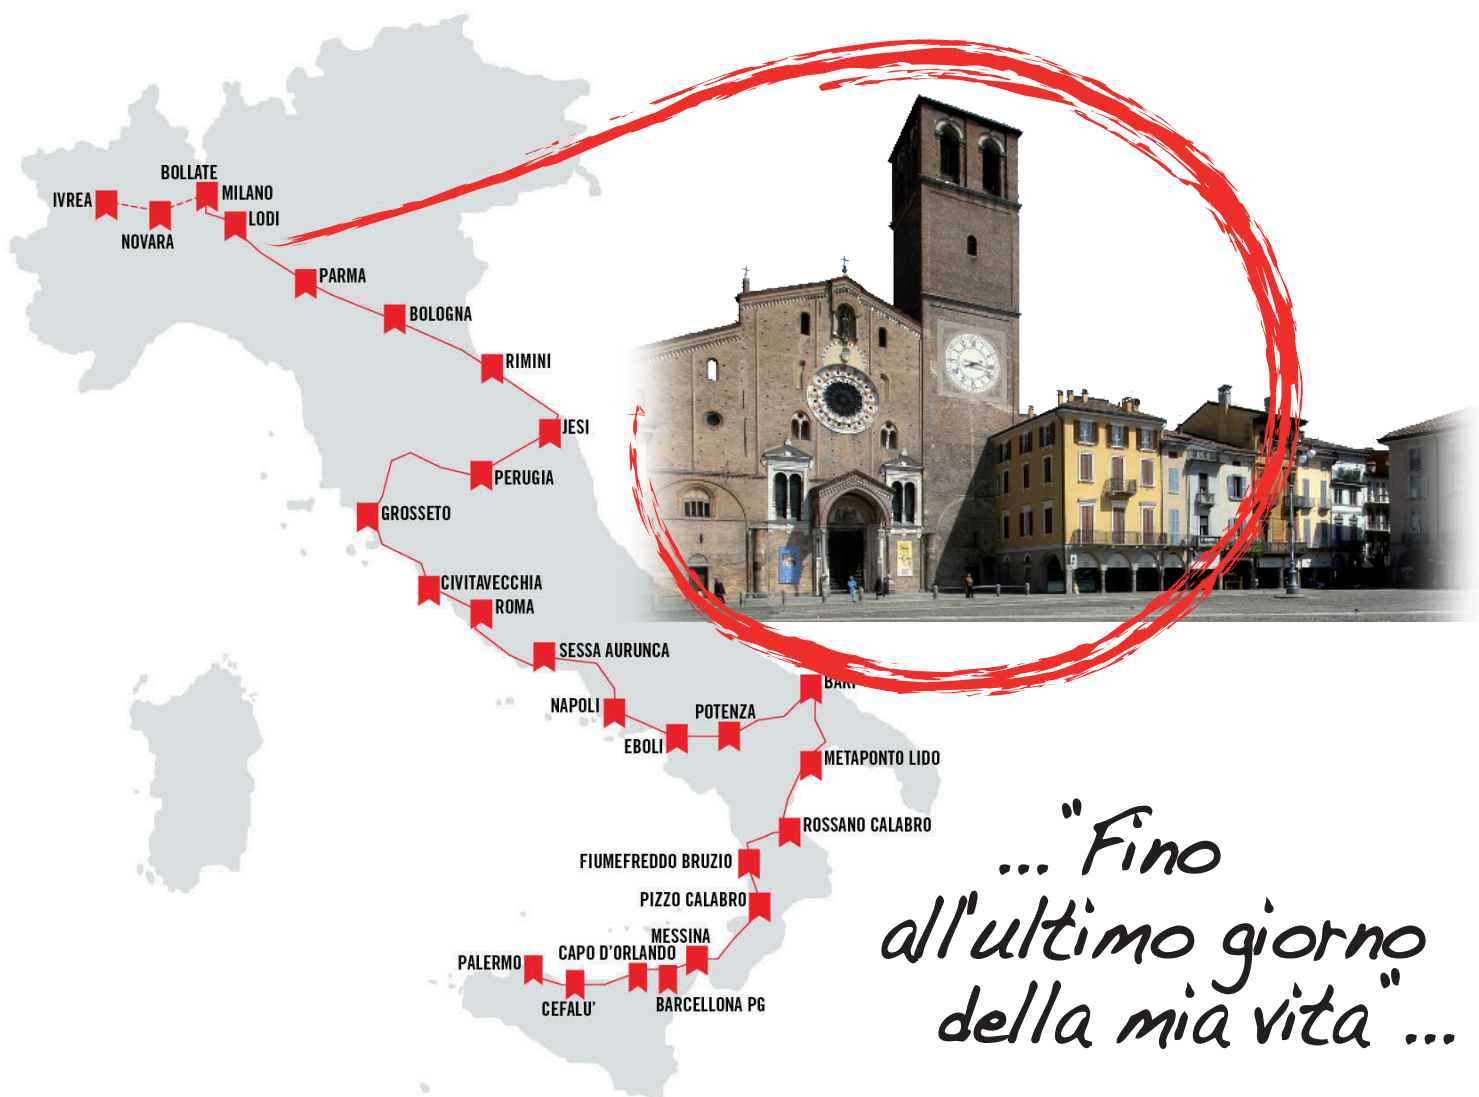 BOLLATE
IVREA
MILANO
LODI
NOVARA
PARMA
BOLOGNA
RIMINI
JESI
PERUGIA
GROSSETO
CIVITAVECCHIA
ROMA
SESSA AURUNCA
BARI
NAPOLI
POTENZA
EBOLI
METAPONTO LIDO
ROSSANO CALABRO
FIUMEFREDDO BRUZIO
PIZZO CALABRO
MESSINA
CAPO D'ORLANDO
PALERMO
CEFALU'
BARCELLONA PG
..."Fino
all'ultimo giorno
della mia vita"...